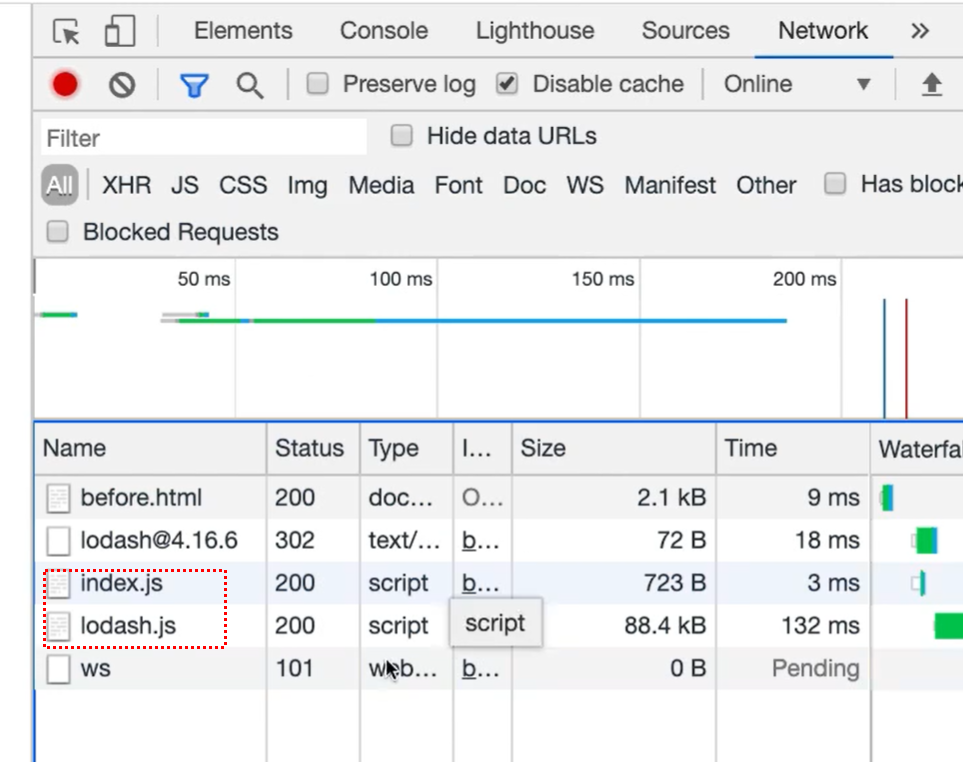 Elements Console Lighthouse Sources Network »
Preserve log Disable cache Online
Filter Hide data URLs
All XHR JS CSS Img Media Font Doc WS Manifest Other Has block
Blocked Requests
50 ms 100 ms 150 ms 200 ms
Name Status Type I... Size Time Waterfal
before.html 200 doc... O... 2.1 kB 9 ms
lodash@4.16.6 302 text/... b... 72 B 18 ms
index.js 200 script b... 723 B 3 ms
lodash.js 200 script script 88.4 kB 132 ms
ws 101 web... b... 0 B Pending